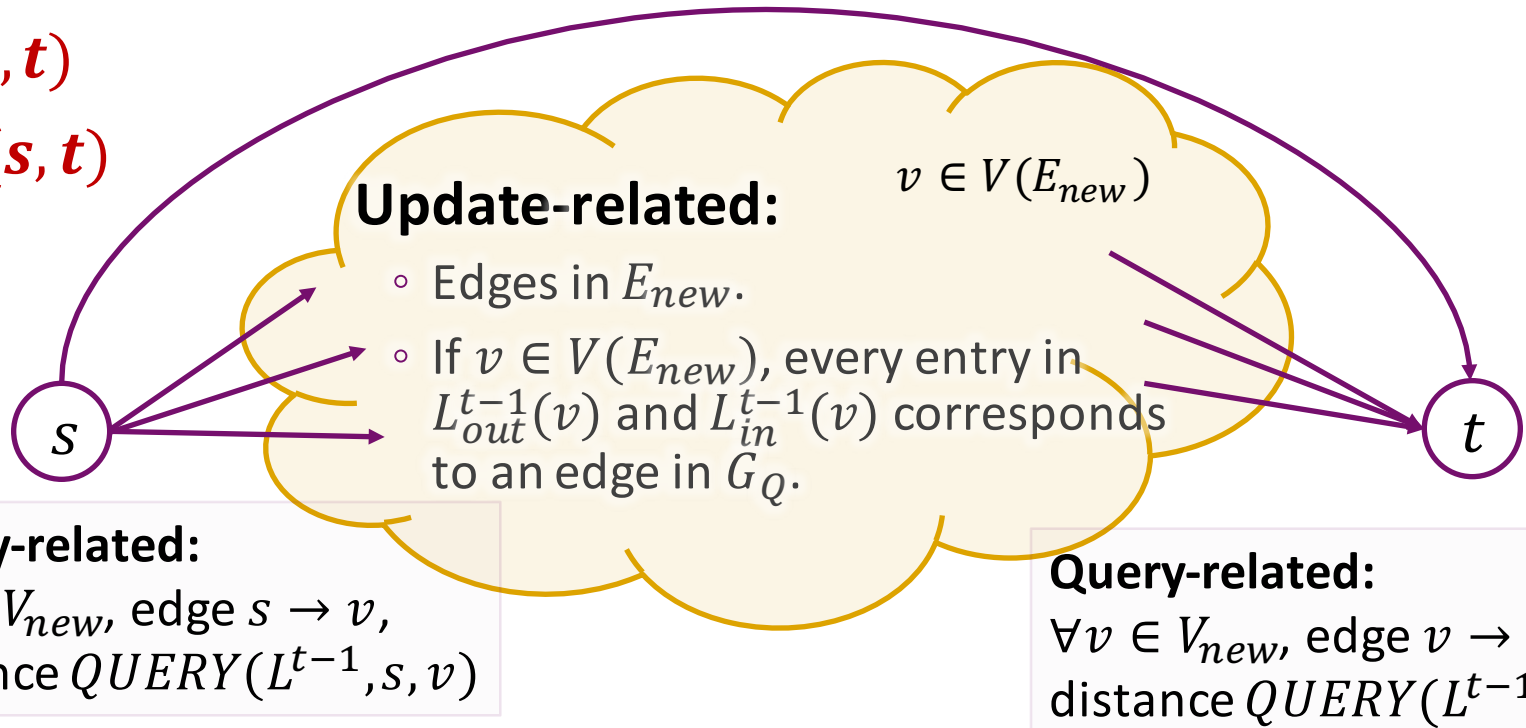 , t)
(s, t)
v ∈ V(E_new)
Update-related:
◦ Edges in E_new.
◦ If v ∈ V(E_new), every entry in
L_out^{t−1}(v) and L_in^{t−1}(v) corresponds
to an edge in G_Q.
s
t
y-related:
V_new, edge s → v,
nce QUERY(L^{t−1}, s, v)
Query-related:
∀v ∈ V_new, edge v →
distance QUERY(L^{t−1}